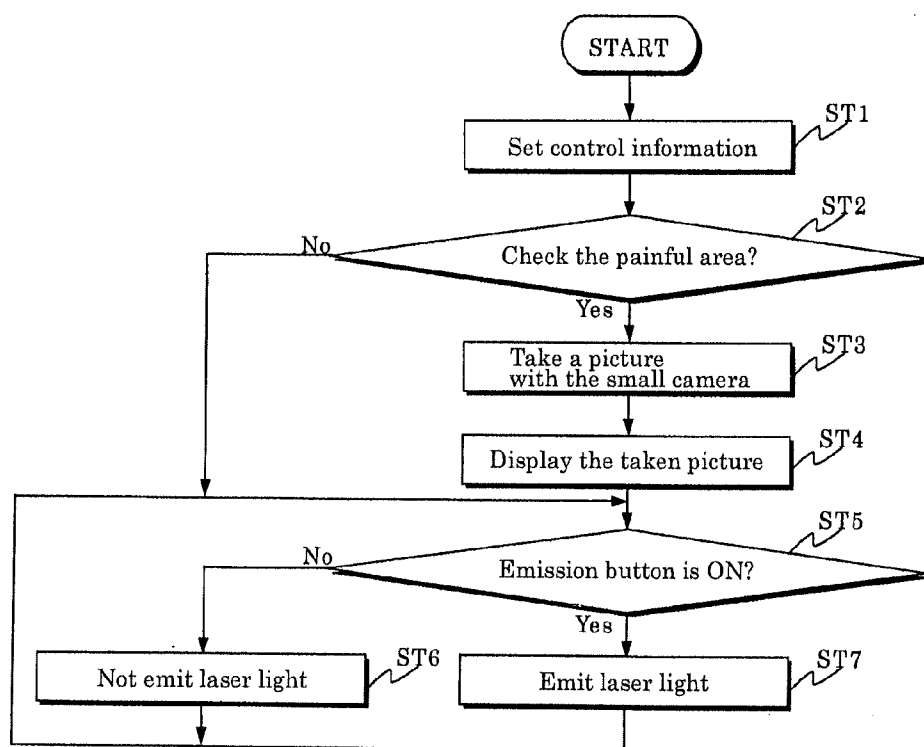 START
ST1
Set control information
ST2
No
Check the painful area?
Yes
ST3
Take a picture
with the small camera
ST4
Display the taken picture
ST5
No
Emission button is ON?
Yes
ST6
Not emit laser light
ST7
Emit laser light